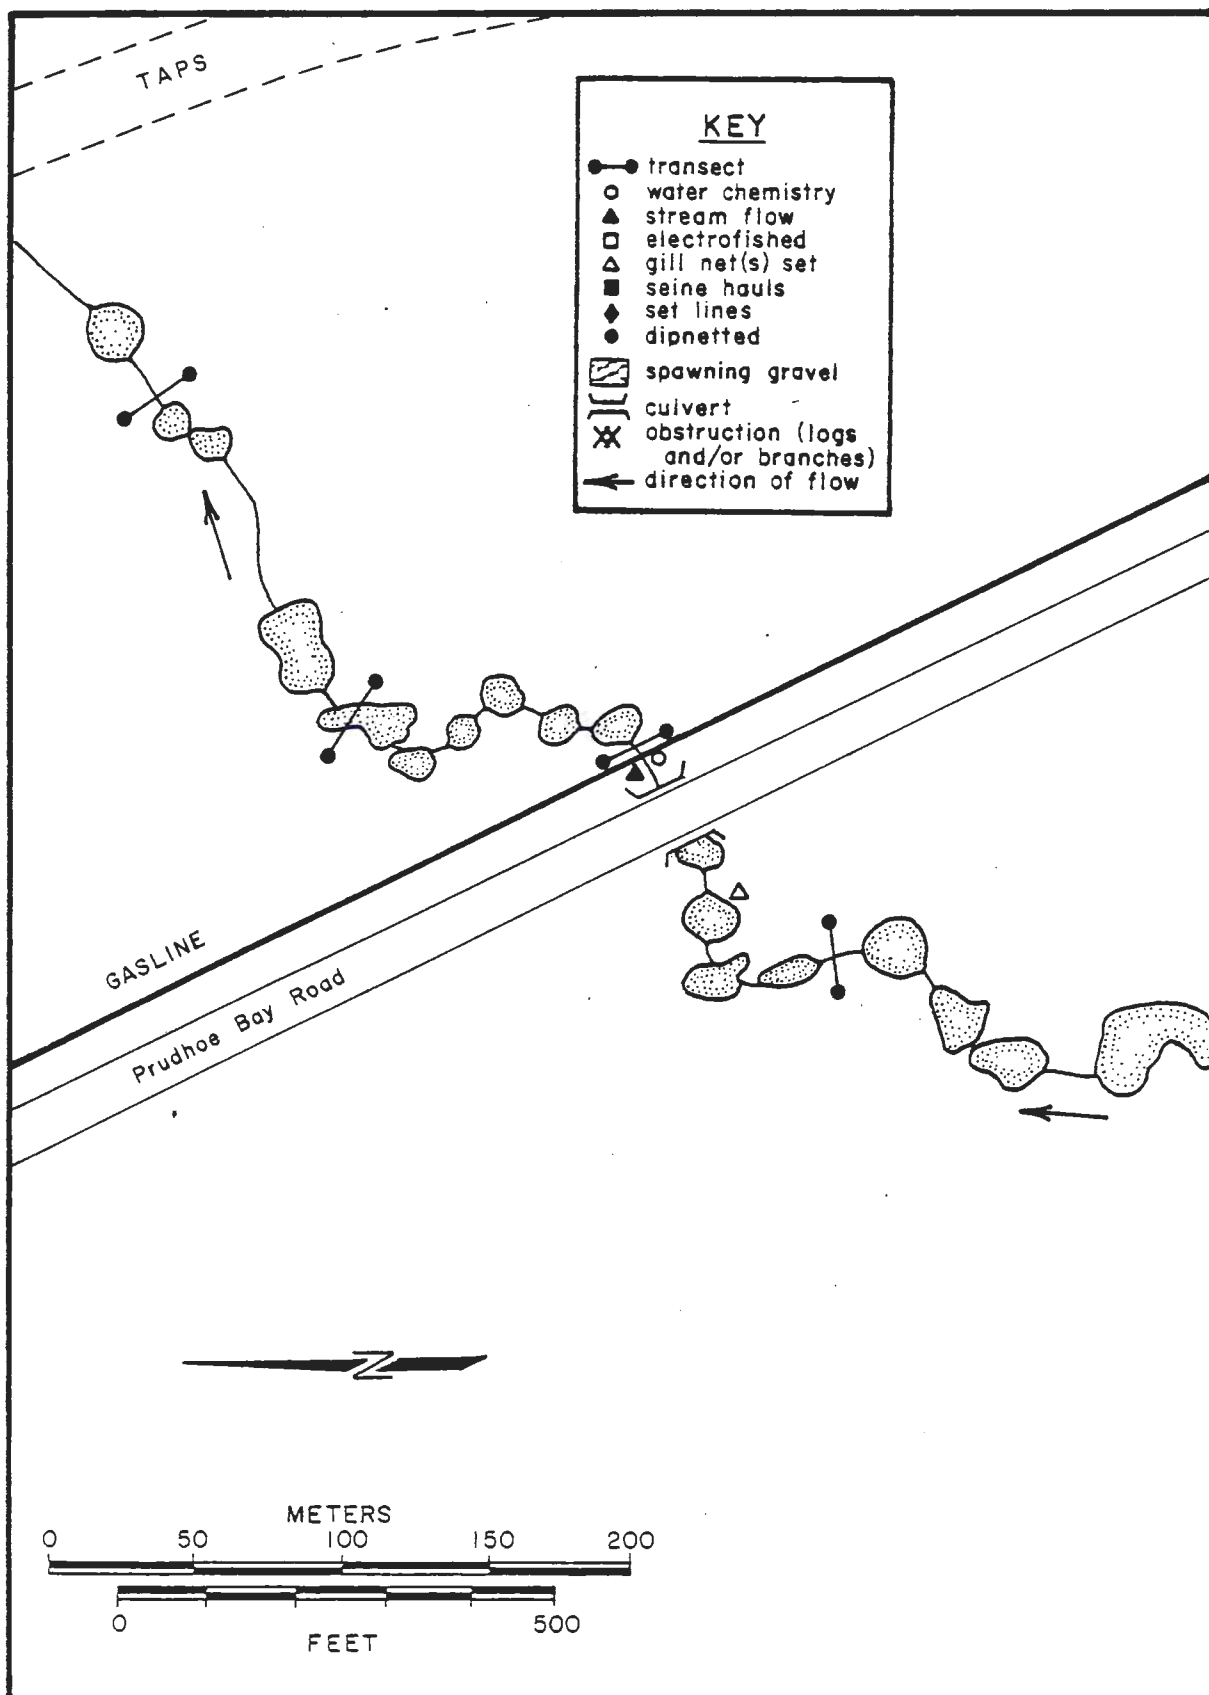 TAPS
KEY
transect
water chemistry
stream flow
electrofished
gill net(s) set
seine hauls
set lines
dipnetted
spawning gravel
culvert
obstruction (logs
and/or branches)
direction of flow
GASLINE
Prudhoe Bay Road
N
METERS
0 50 100 150 200
0 500
FEET